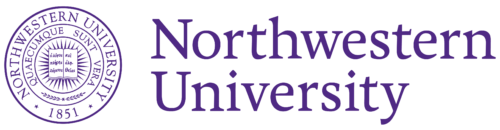 NORTHWESTERN UNIVERSITY
QUAECUMQUE SUNT VERA
• 1851 •
Northwestern
University